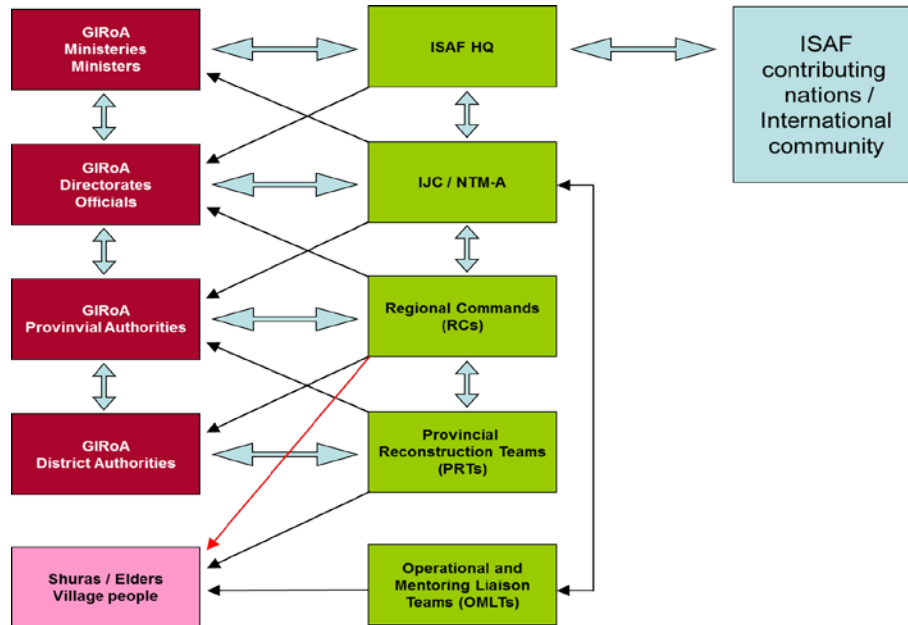 GIRoA
Ministeries
Ministers
ISAF HQ
ISAF
contributing
nations /
International
community
GIRoA
Directorates
Officials
IJC / NTM-A
GIRoA
Provinvial Authorities
Regional Commands
(RCs)
GIRoA
District Authorities
Provincial
Reconstruction Teams
(PRTs)
Shuras / Elders
Village people
Operational and
Mentoring Liaison
Teams (OMLTs)